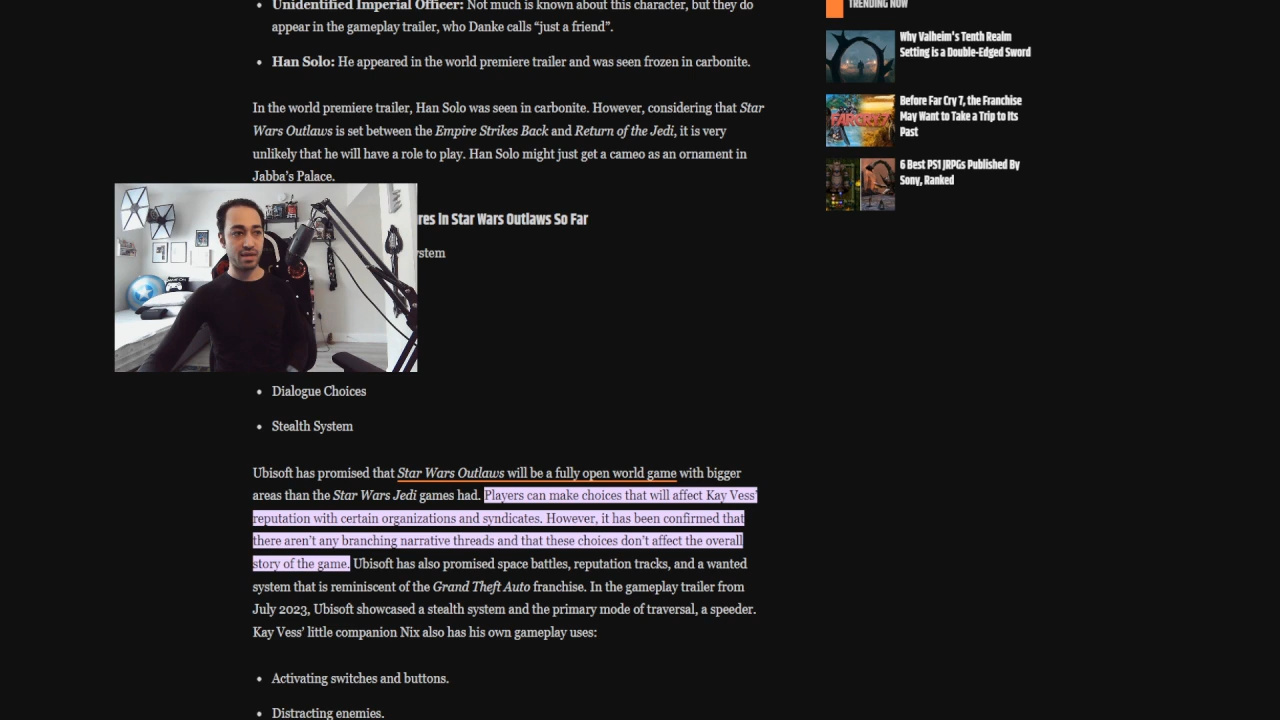 Unidentified Imperial Officer: Not much is known about this character, but they do
appear in the gameplay trailer, who Danke calls “just a friend”.
Han Solo: He appeared in the world premiere trailer and was seen frozen in carbonite.
In the world premiere trailer, Han Solo was seen in carbonite. However, considering that Star
Wars Outlaws is set between the Empire Strikes Back and Return of the Jedi, it is very
unlikely that he will have a role to play. Han Solo might just get a cameo as an ornament in
Jabba's Palace.
res In Star Wars Outlaws So Far
ystem
Dialogue Choices
Stealth System
Ubisoft has promised that Star Wars Outlaws will be a fully open world game with bigger
areas than the Star Wars Jedi games had. Players can make choices that will affect Kay Vess'
reputation with certain organizations and syndicates. However, it has been confirmed that
there aren’t any branching narrative threads and that these choices don’t affect the overall
story of the game. Ubisoft has also promised space battles, reputation tracks, and a wanted
system that is reminiscent of the Grand Theft Auto franchise. In the gameplay trailer from
July 2023, Ubisoft showcased a stealth system and the primary mode of traversal, a speeder.
Kay Vess' little companion Nix also has his own gameplay uses:
Activating switches and buttons.
Distracting enemies.
TRENDING NOW
Why Valheim's Tenth Realm
Setting is a Double-Edged Sword
Before Far Cry 7, the Franchise
May Want to Take a Trip to Its
Past
FARCRY 7
6 Best PS1 JRPGs Published By
Sony, Ranked